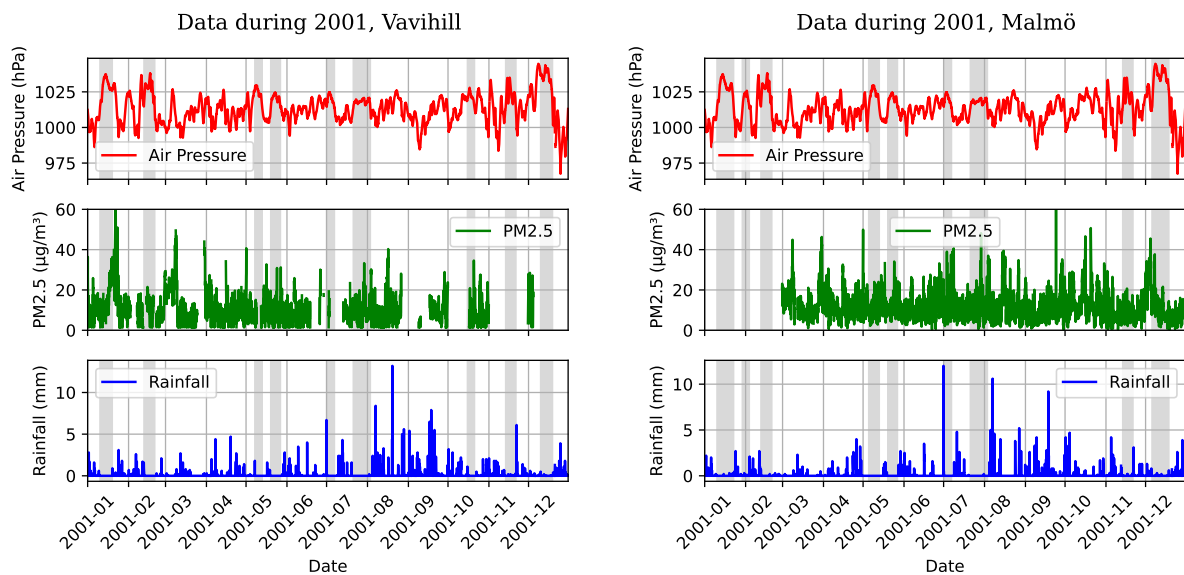 Data during 2001, Vavihill
Air Pressure (hPa)
1025
1000
975
Air Pressure
PM2.5 (µg/m³)
60
40
20
0
PM2.5
Rainfall (mm)
10
5
0
Rainfall
2001-01
2001-02
2001-03
2001-04
2001-05
2001-06
2001-07
2001-08
2001-09
2001-10
2001-11
2001-12
Date
Data during 2001, Malmö
Air Pressure (hPa)
1025
1000
975
Air Pressure
PM2.5 (µg/m³)
60
40
20
0
PM2.5
Rainfall (mm)
10
5
0
Rainfall
2001-01
2001-02
2001-03
2001-04
2001-05
2001-06
2001-07
2001-08
2001-09
2001-10
2001-11
2001-12
Date